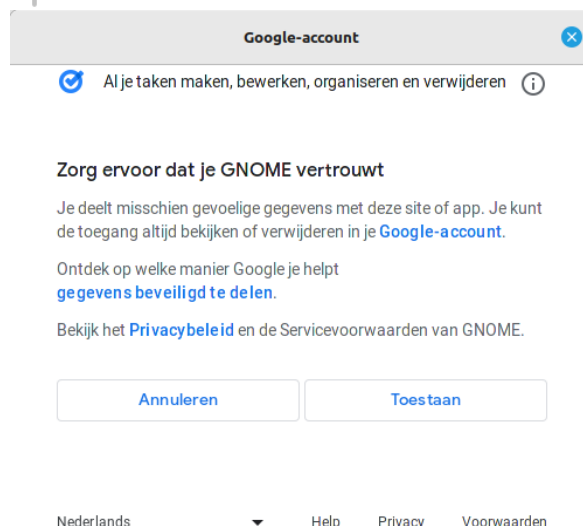 Google-account
Al je taken maken, bewerken, organiseren en verwijderen
Zorg ervoor dat je GNOME vertrouwt
Je deelt misschien gevoelige gegevens met deze site of app. Je kunt
de toegang altijd bekijken of verwijderen in je Google-account.
Ontdek op welke manier Google je helpt
gegevens beveiligd te delen.
Bekijk het Privacybeleid en de Servicevoorwaarden van GNOME.
Annuleren Toestaan
Nederlands Help Privacy Voorwaarden